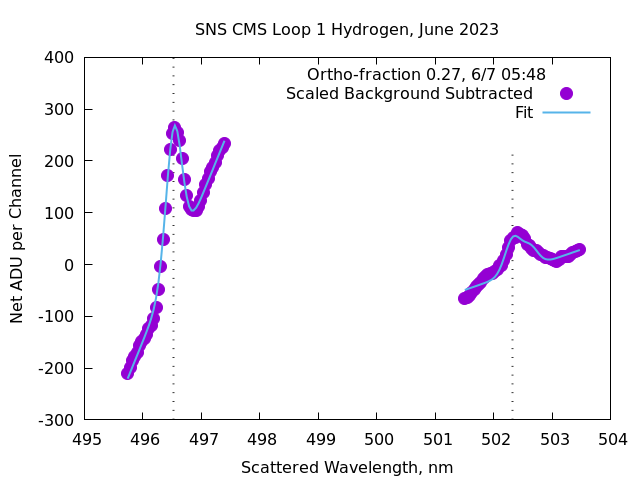 SNS CMS Loop 1 Hydrogen, June 2023
Ortho-fraction 0.27, 6/7 05:48
Scaled Background Subtracted
Fit
Net ADU per Channel
400
300
200
100
0
-100
-200
-300
495 496 497 498 499 500 501 502 503 504
Scattered Wavelength, nm